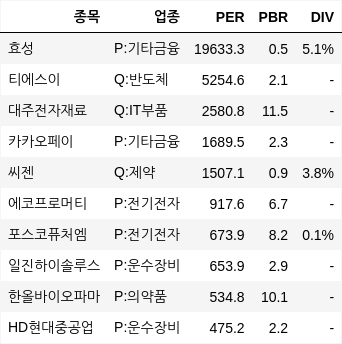 종목 업종 PER PBR DIV
효성 P:기타금융 19633.3 0.5 5.1%
티에스이 Q:반도체 5254.6 2.1 -
대주전자재료 Q:IT부품 2580.8 11.5 -
카카오페이 P:기타금융 1689.5 2.3 -
씨젠 Q:제약 1507.1 0.9 3.8%
에코프로머티 P:전기전자 917.6 6.7 -
포스코퓨처엠 P:전기전자 673.9 8.2 0.1%
일진하이솔루스 P:운수장비 653.9 2.9 -
한올바이오파마 P:의약품 534.8 10.1 -
HD현대중공업 P:운수장비 475.2 2.2 -